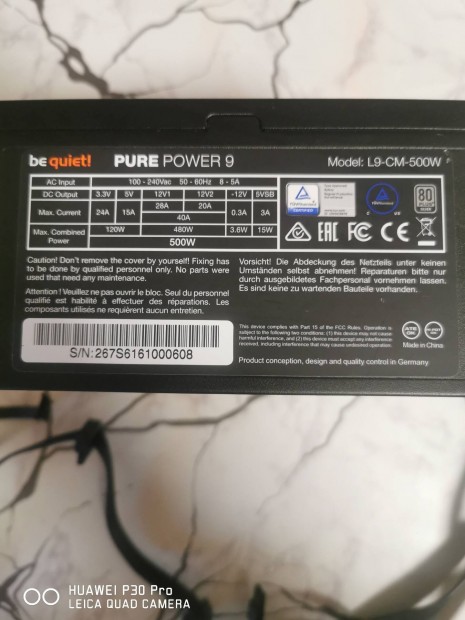 be quiet! PURE POWER 9 Model: L9-CM-500W
AC Input 100 - 240Vac 50 - 60Hz 8 - 5A
DC Output 3.3V 5V 12V1 12V2 -12V 5VSB
Max. Current 24A 15A 28A 20A 0.3A 3A
40A
Max. Combined Power 120W 480W 3.6W 15W
500W
80
EAC FC CE
Caution! Don't remove the cover by yourself! Fixing has
to be done by qualified personnel only. No parts were
used that need any maintenance.
Attention ! Veuillez ne pas ouvrir le bloc. Seul du personnel
qualifié est habilité à effectuer des réparations. Les
composants utilisés ne requièrent aucun entretien.
Vorsicht! Die Abdeckung des Netzteils unter keinen
Umständen selbst abnehmen! Reparaturen bitte nur
durch ausgebildetes Fachpersonal vornehmen lassen.
Es sind keine zu wartenden Bauteile vorhanden.
S/N:267S6161000608
This device complies with Part 15 of the FCC Rules. Operation is
subject to the following two conditions: (1) this device may not cause
harmful interference, and (2) this device must accept any interference
received, including interference that may cause undesired operation.
Made in China
Product conception, design and quality control in Germany
HUAWEI P30 Pro
LEICA QUAD CAMERA